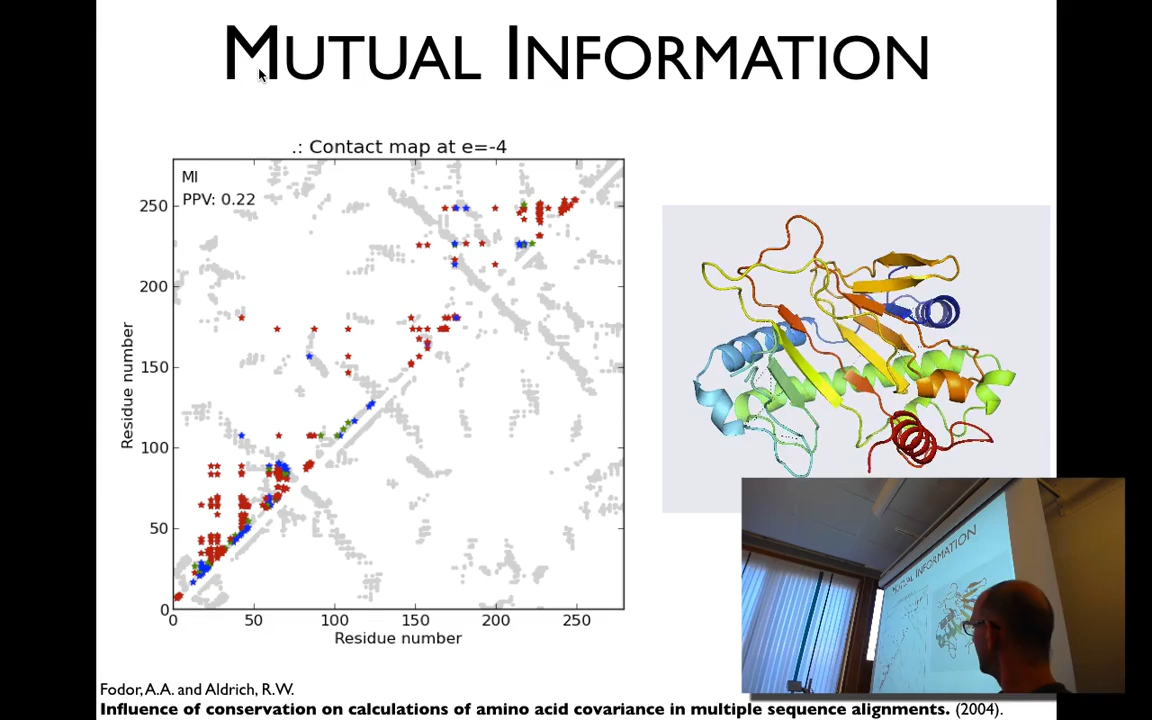 MUTUAL INFORMATION
.: Contact map at e=-4
MI
PPV: 0.22
250
200
150
100
50
0
Residue number
0 50 100 150 200 250
Residue number
MUTUAL INFORMATION
Fodor, A.A. and Aldrich, R.W.
Influence of conservation on calculations of amino acid covariance in multiple sequence alignments. (2004).